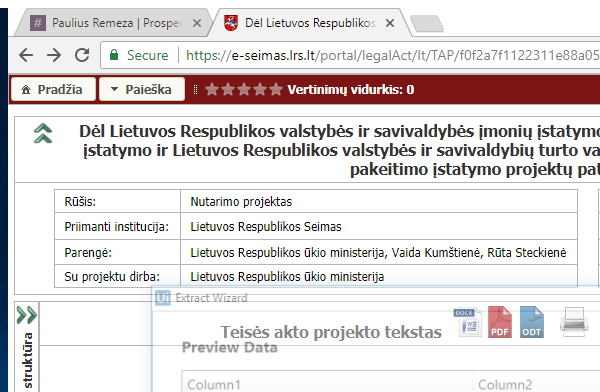 # Paulius Remeza | Prosper
Dėl Lietuvos Respublikos
Secure https://e-seimas.lrs.lt/portal/legalAct/lt/TAP/f0f2a7f1122311e88a05
Pradžia Paieška Vertinimų vidurkis: 0
Dėl Lietuvos Respublikos valstybės ir savivaldybės įmonių įstatymo
įstatymo ir Lietuvos Respublikos valstybės ir savivaldybių turto va
pakeitimo įstatymo projektų pat
Rūšis: Nutarimo projektas
Priimanti institucija: Lietuvos Respublikos Seimas
Parengė: Lietuvos Respublikos ūkio ministerija, Vaida Kumštienė, Rūta Steckienė
Su projektu dirba: Lietuvos Respublikos ūkio ministerija
Ui Extract Wizard
Teisės akto projekto tekstas DOCX PDF ODT
struktūra
Preview Data
Column1 Column2